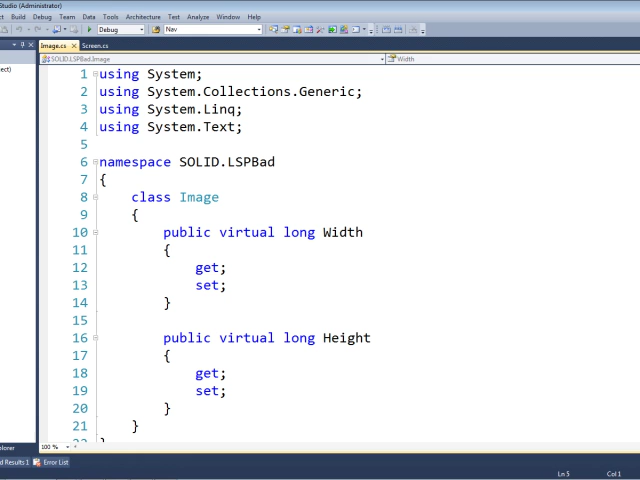 Studio (Administrator)
Build Debug Team Data Tools Architecture Test Analyze Window Help
Debug Nav
Image.cs Screen.cs
ect)
SOLID.LSPBad.Image Width
1 using System;
2 using System.Collections.Generic;
3 using System.Linq;
4 using System.Text;
5
6 namespace SOLID.LSPBad
7 {
8 class Image
9 {
10 public virtual long Width
11 {
12 get;
13 set;
14 }
15
16 public virtual long Height
17 {
18 get;
19 set;
20 }
21 }
22 }
100 %
plorer
d Results 1 Error List
Ln 5 Col 1